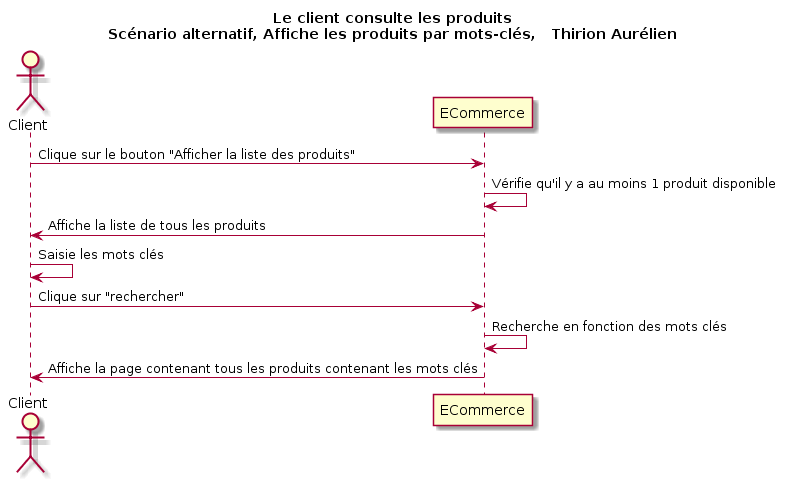 Le client consulte les produits
Scénario alternatif, Affiche les produits par mots-clés,   Thirion Aurélien
Client
ECommerce
Clique sur le bouton "Afficher la liste des produits"
Vérifie qu'il y a au moins 1 produit disponible
Affiche la liste de tous les produits
Saisie les mots clés
Clique sur "rechercher"
Recherche en fonction des mots clés
Affiche la page contenant tous les produits contenant les mots clés
Client
ECommerce